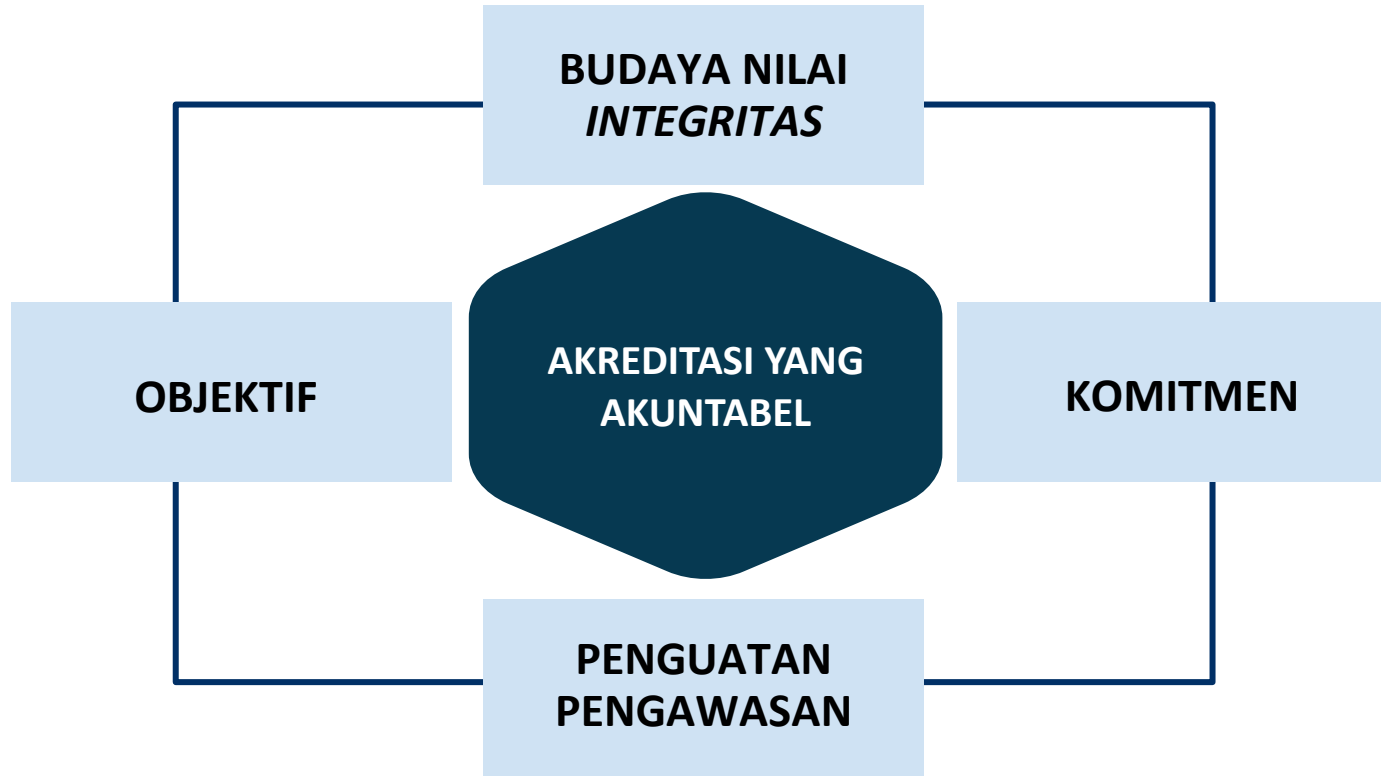 BUDAYA NILAI
INTEGRITAS
OBJEKTIF
AKREDITASI YANG
AKUNTABEL
KOMITMEN
PENGUATAN
PENGAWASAN